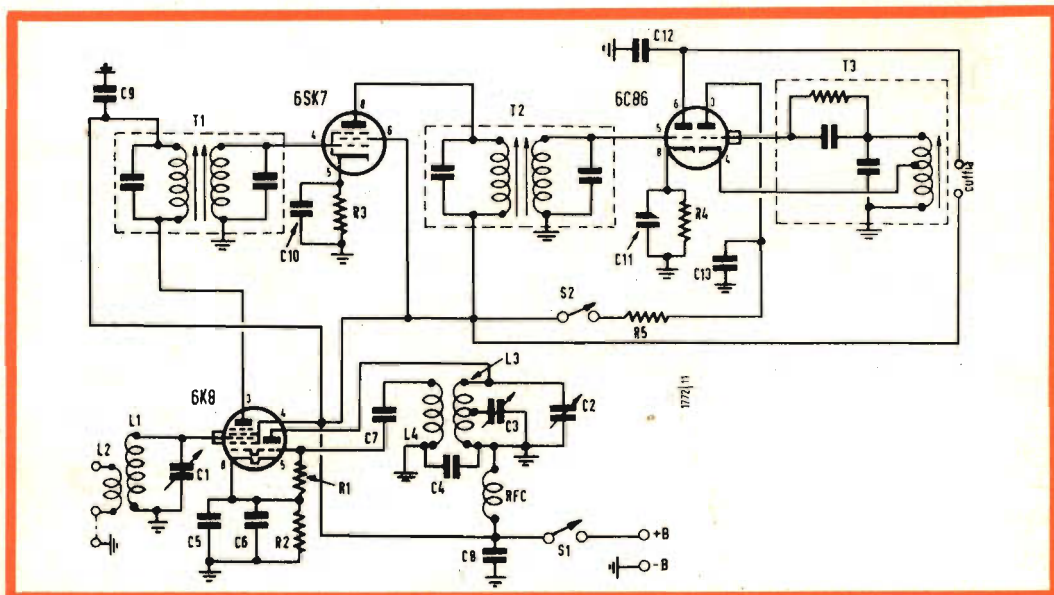 C9
T1
6SK7
8
4
6
5
C10
R3
T2
C12
6C86
6
3
5
8
4
T3
cuffia
C11
R4
C13
S2
R5
6K8
3
4
8
5
L2
L1
C1
C5
C6
R2
R1
C7
L4
L3
C4
C3
C2
RFC
C8
S1
+B
-B
1772|11